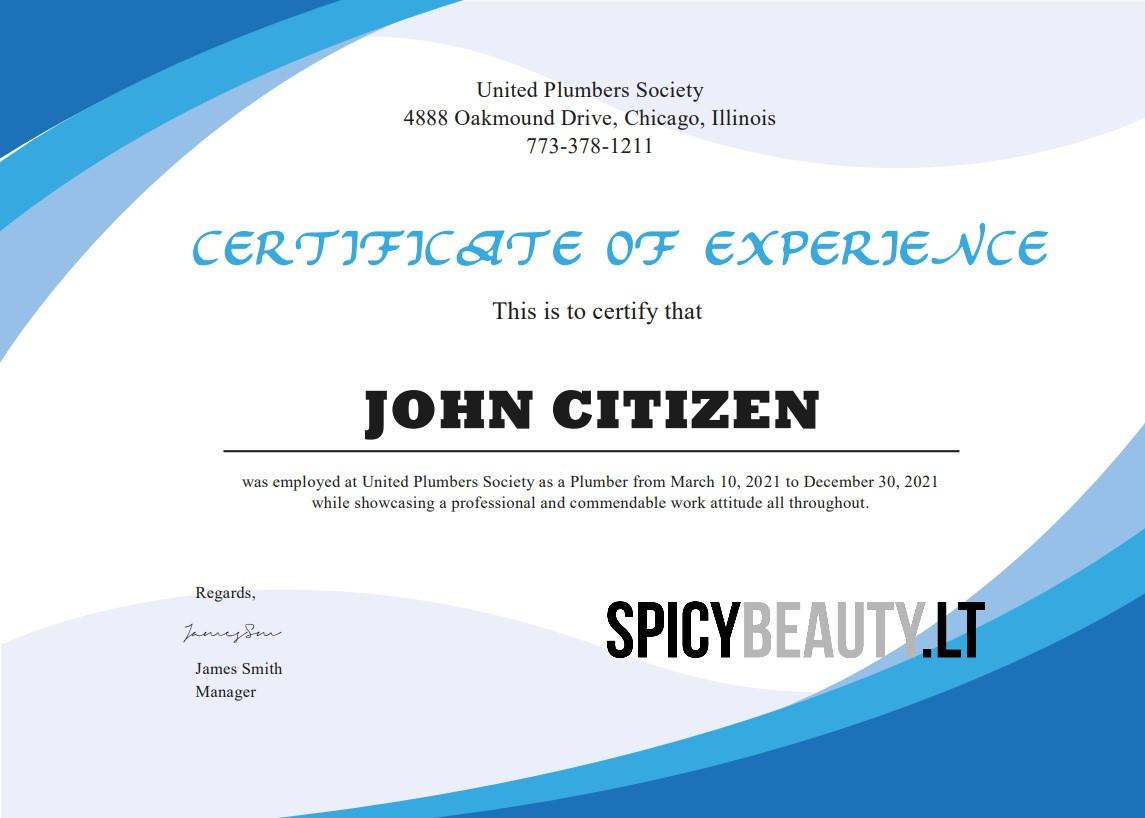 United Plumbers Society
4888 Oakmound Drive, Chicago, Illinois
773-378-1211
CERTIFICATE OF EXPERIENCE
This is to certify that
JOHN CITIZEN
was employed at United Plumbers Society as a Plumber from March 10, 2021 to December 30, 2021
while showcasing a professional and commendable work attitude all throughout.
Regards,
James Smith
Manager
SPICYBEAUTY.LT